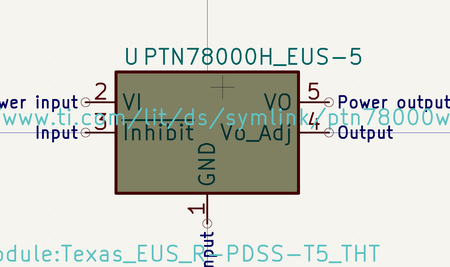 U PTN78000H_EUS-5
2 VI VO 5
wer input Power output
www.ti.com/lit/ds/symlink/ptn78000w
3 Inhibit Vo_Adj 4
Input Output
GND
1
nput
odule:Texas_EUS_R-PDSS-T5_THT